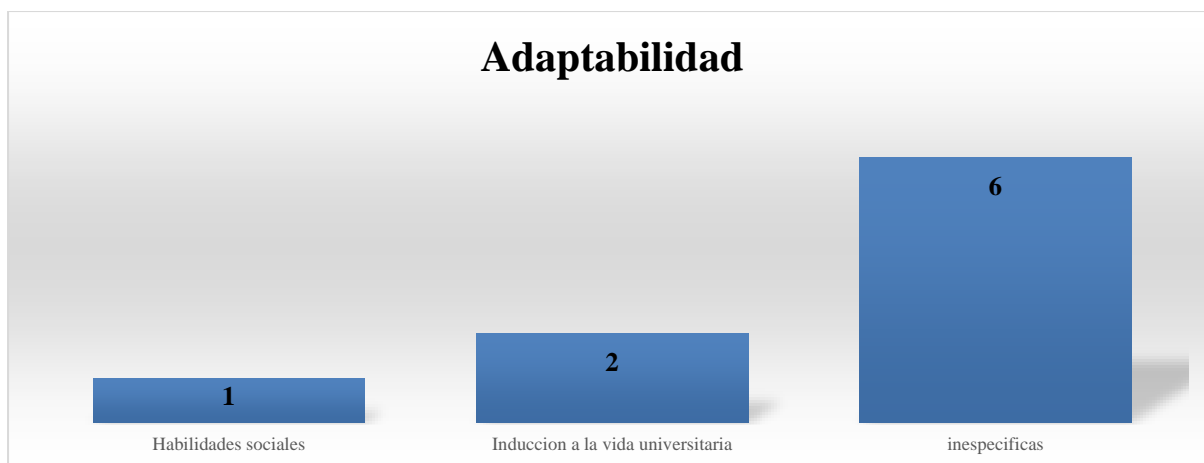 Adaptabilidad
6
2
1
Habilidades sociales
Induccion a la vida universitaria
inespecificas